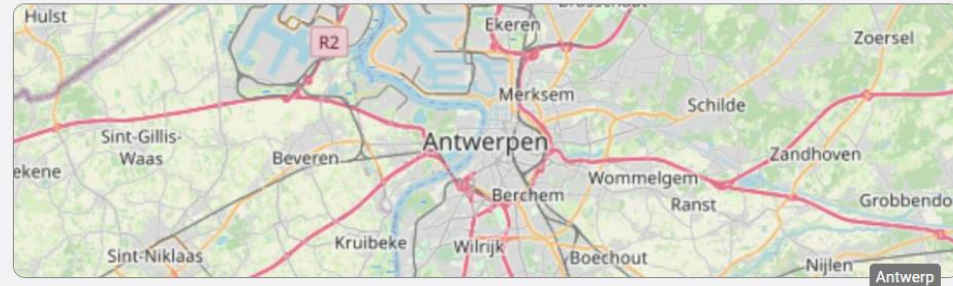 Hulst
R2
Ekeren
Brasschaat
Zoersel
Merksem
Schilde
Sint-Gillis-
Waas
Antwerpen
Beveren
Zandhoven
ekene
Wommelgem
Berchem
Ranst
Grobbendo
Kruibeke
Wilrijk
Sint-Niklaas
Boechout
Nijlen
Antwerp